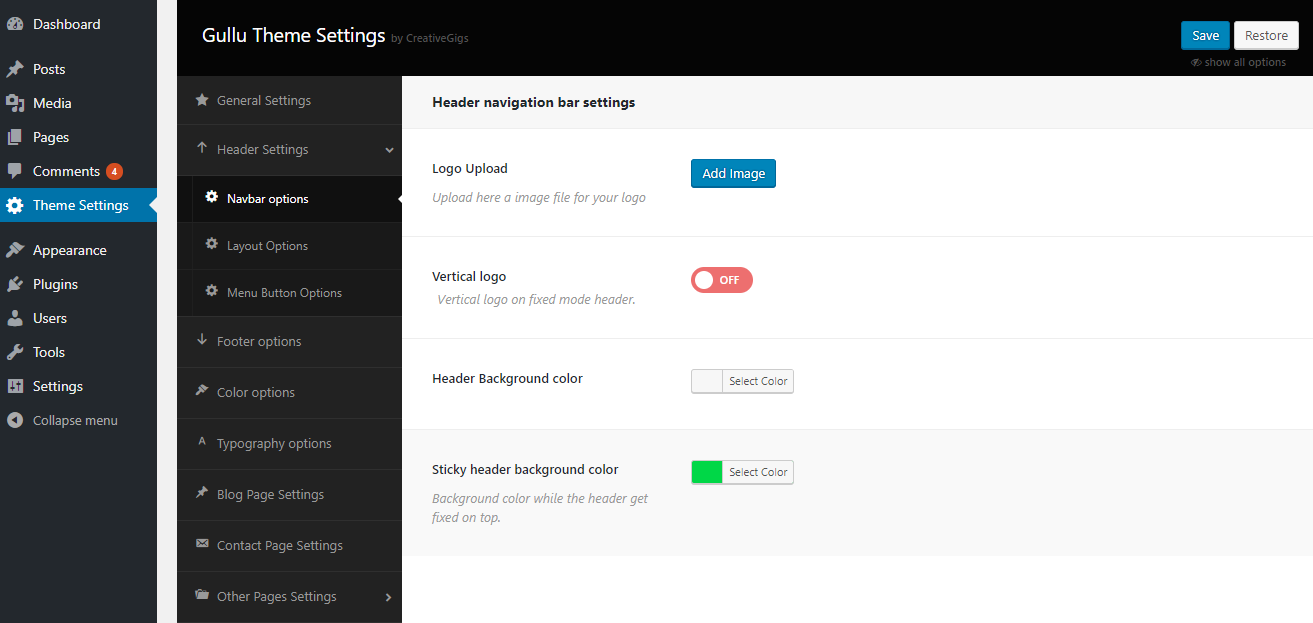 Dashboard
Posts
Media
Pages
Comments 4
Theme Settings
Appearance
Plugins
Users
Tools
Settings
Collapse menu
Gullu Theme Settings by CreativeGigs
Save Restore
show all options
General Settings
Header Settings
Navbar options
Layout Options
Menu Button Options
Footer options
Color options
A Typography options
Blog Page Settings
Contact Page Settings
Other Pages Settings
Header navigation bar settings
Logo Upload
Add Image
Upload here a image file for your logo
Vertical logo
OFF
Vertical logo on fixed mode header.
Header Background color
Select Color
Sticky header background color
Select Color
Background color while the header get
fixed on top.